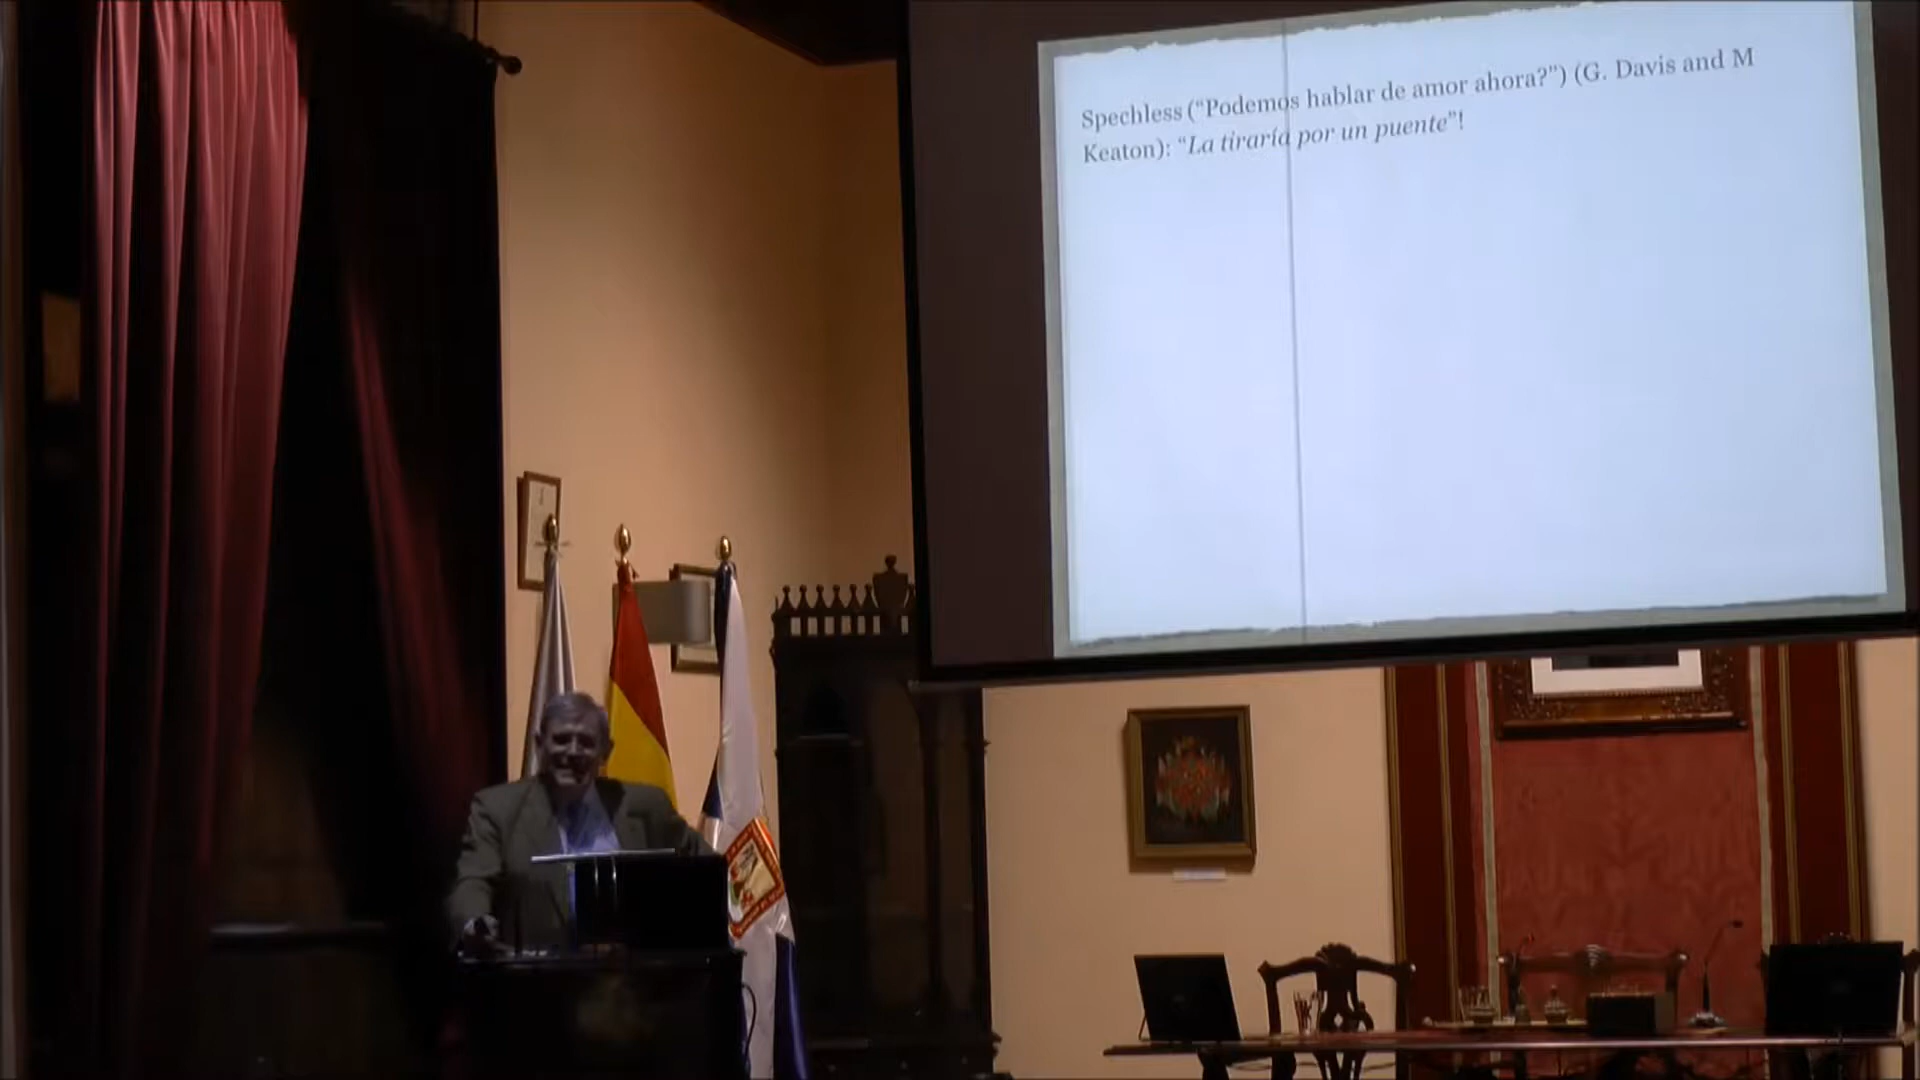 Spechless (“Podemos hablar de amor ahora?”) (G. Davis and M
Keaton): “La tiraría por un puente”!